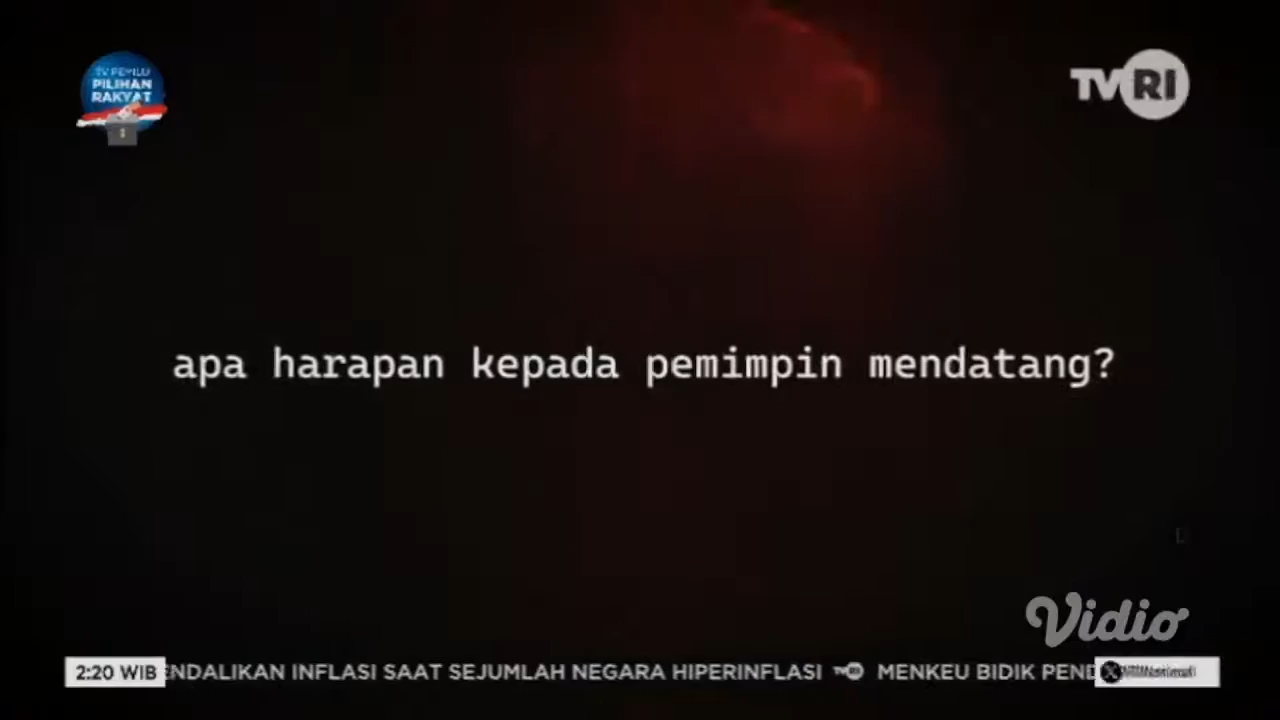 TV PEMILU
PILIHAN
RAKYAT
TVRI
apa harapan kepada pemimpin mendatang?
Vidio
2:20 WIB
ENDALIKAN INFLASI SAAT SEJUMLAH NEGARA HIPERINFLASI TVRI MENKEU BIDIK PEND